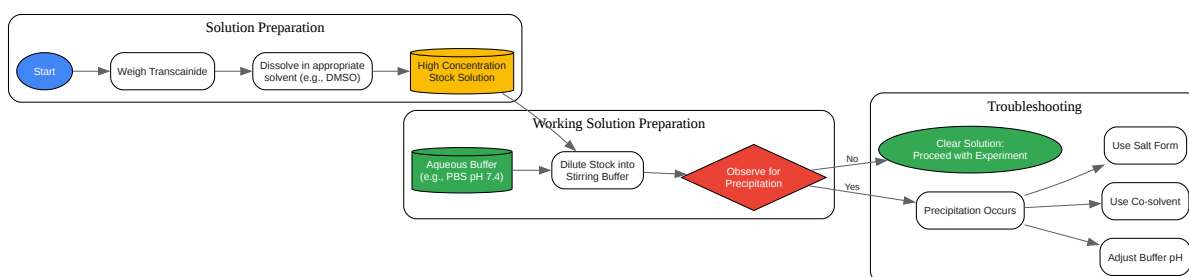 Solution Preparation
Start
Weigh Transcainide
Dissolve in appropriate
solvent (e.g., DMSO)
High Concentration
Stock Solution
Working Solution Preparation
Aqueous Buffer
(e.g., PBS pH 7.4)
Dilute Stock into
Stirring Buffer
Observe for
Precipitation
No
Yes
Troubleshooting
Clear Solution:
Proceed with Experiment
Precipitation Occurs
Use Salt Form
Use Co-solvent
Adjust Buffer pH